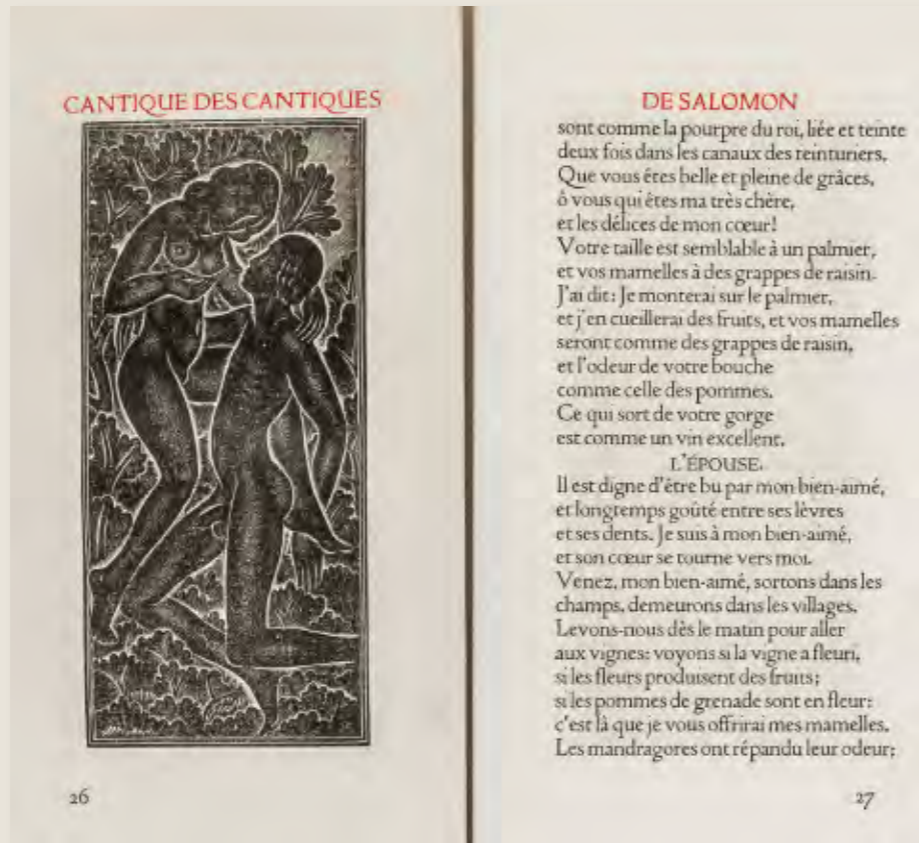 CANTIQUE DES CANTIQUES
26
DE SALOMON
sont comme la pourpre du roi, liée et teinte
deux fois dans les canaux des teinturiers.
Que vous êtes belle et pleine de grâces,
ô vous qui êtes ma très chère,
et les délices de mon cœur!
Votre taille est semblable à un palmier,
et vos mamelles à des grappes de raisin.
J'ai dit: Je monterai sur le palmier,
et j'en cueillerai des fruits, et vos mamelles
seront comme des grappes de raisin,
et l'odeur de votre bouche
comme celle des pommes.
Ce qui sort de votre gorge
est comme un vin excellent.
L'ÉPOUSE.
Il est digne d'être bu par mon bien-aimé,
et longtemps goûté entre ses lèvres
et ses dents. Je suis à mon bien-aimé,
et son cœur se tourne vers moi.
Venez, mon bien-aimé, sortons dans les
champs, demeurons dans les villages.
Levons-nous dès le matin pour aller
aux vignes: voyons si la vigne a fleuri,
si les fleurs produisent des fruits;
si les pommes de grenade sont en fleur:
c'est là que je vous offrirai mes mamelles.
Les mandragores ont répandu leur odeur;
27